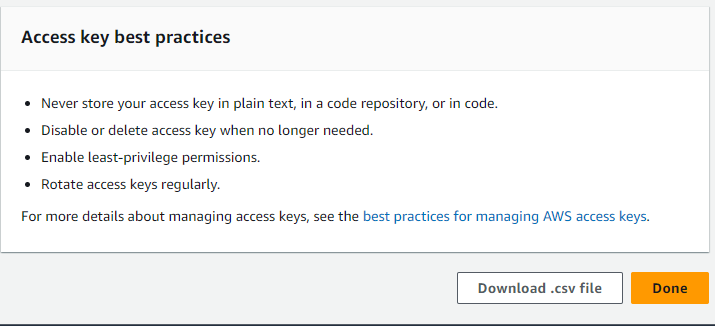 Access key best practices
• Never store your access key in plain text, in a code repository, or in code.
• Disable or delete access key when no longer needed.
• Enable least-privilege permissions.
• Rotate access keys regularly.
For more details about managing access keys, see the best practices for managing AWS access keys.
Download .csv file
Done